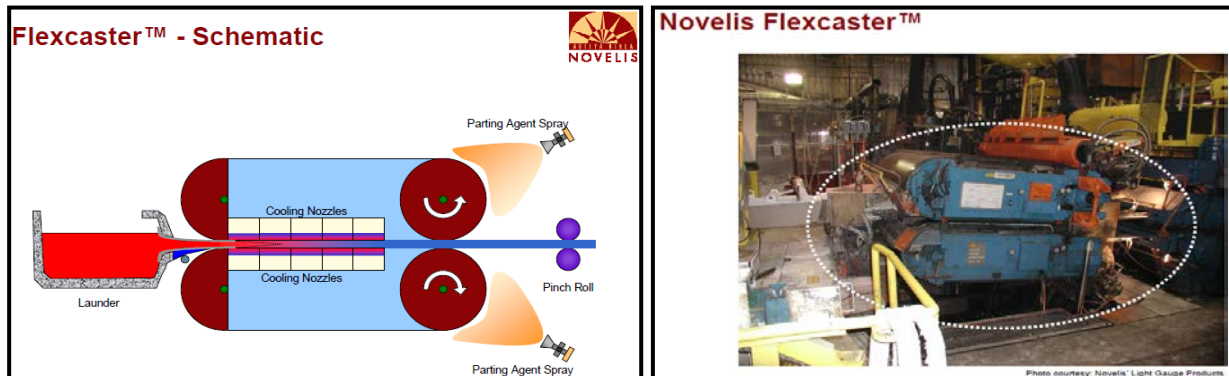 Flexcaster™ - Schematic
ADITYA BIRLA
NOVELIS
Parting Agent Spray
Cooling Nozzles
Cooling Nozzles
Launder
Pinch Roll
Parting Agent Spray
Novelis Flexcaster™
Photo courtesy: Novelis' Light Gauge Products